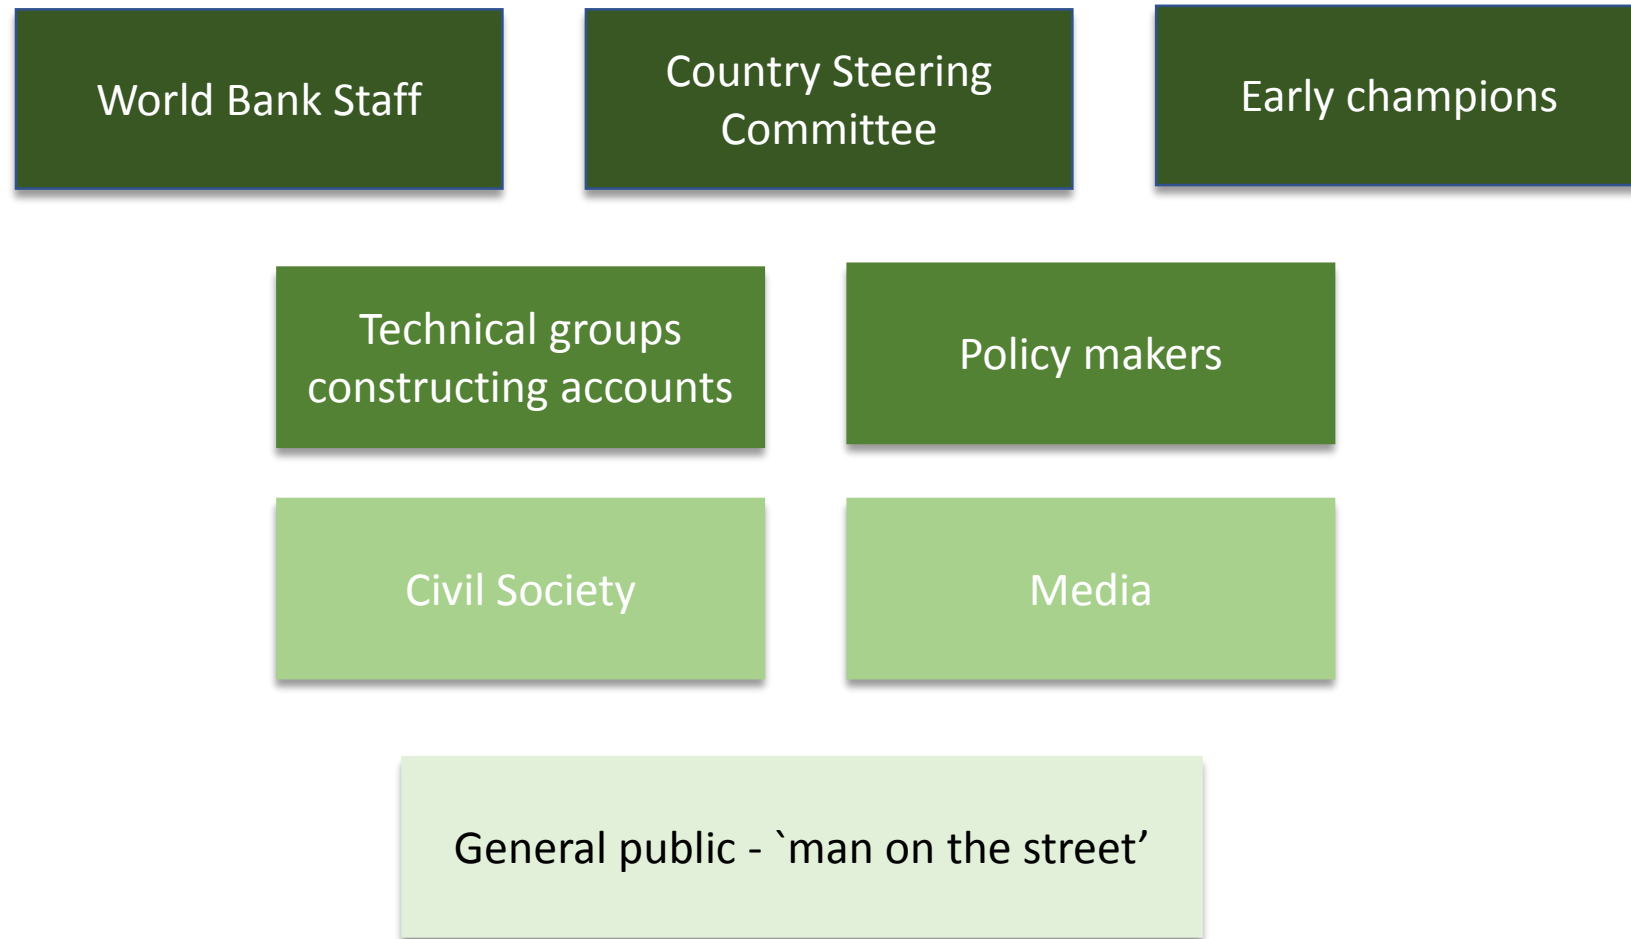 World Bank Staff
Country Steering
Committee
Early champions
Technical groups
constructing accounts
Policy makers
Civil Society
Media
General public - `man on the street’